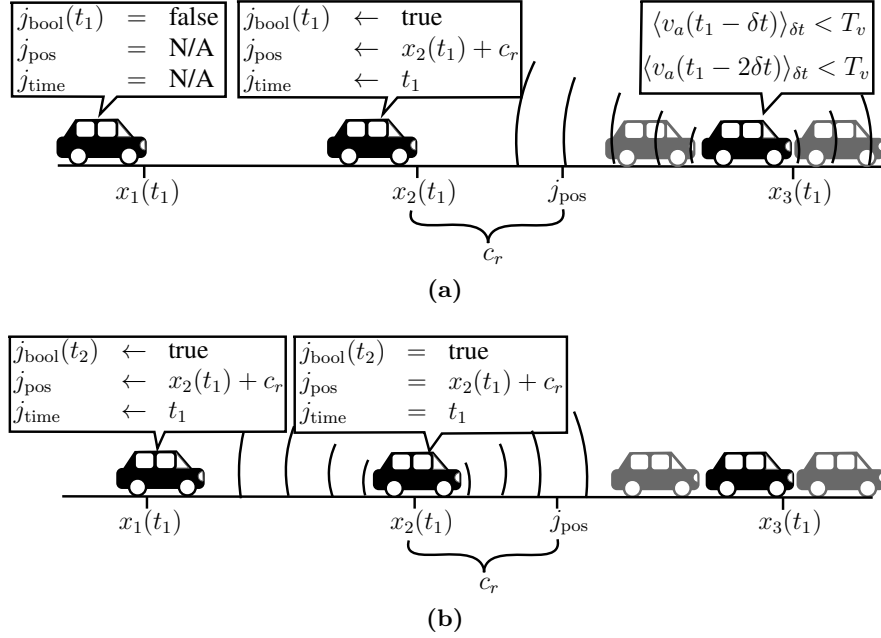 j_bool(t_1) = false
j_pos = N/A
j_time = N/A
j_bool(t_1) ← true
j_pos ← x_2(t_1) + c_r
j_time ← t_1
⟨v_a(t_1 − δt)⟩_δt < T_v
⟨v_a(t_1 − 2δt)⟩_δt < T_v
x_1(t_1) x_2(t_1) j_pos x_3(t_1)
c_r
(a)
j_bool(t_2) ← true
j_pos ← x_2(t_1) + c_r
j_time ← t_1
j_bool(t_2) = true
j_pos = x_2(t_1) + c_r
j_time = t_1
x_1(t_1) x_2(t_1) j_pos x_3(t_1)
c_r
(b)